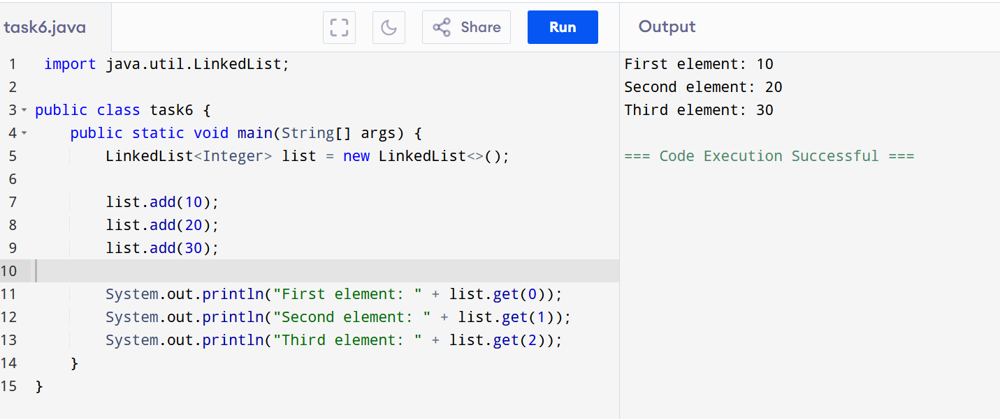 task6.java
Share
Run
Output
1 import java.util.LinkedList;
2
3 public class task6 {
4     public static void main(String[] args) {
5         LinkedList<Integer> list = new LinkedList<>();
6
7         list.add(10);
8         list.add(20);
9         list.add(30);
10
11         System.out.println("First element: " + list.get(0));
12         System.out.println("Second element: " + list.get(1));
13         System.out.println("Third element: " + list.get(2));
14     }
15 }
First element: 10
Second element: 20
Third element: 30
=== Code Execution Successful ===